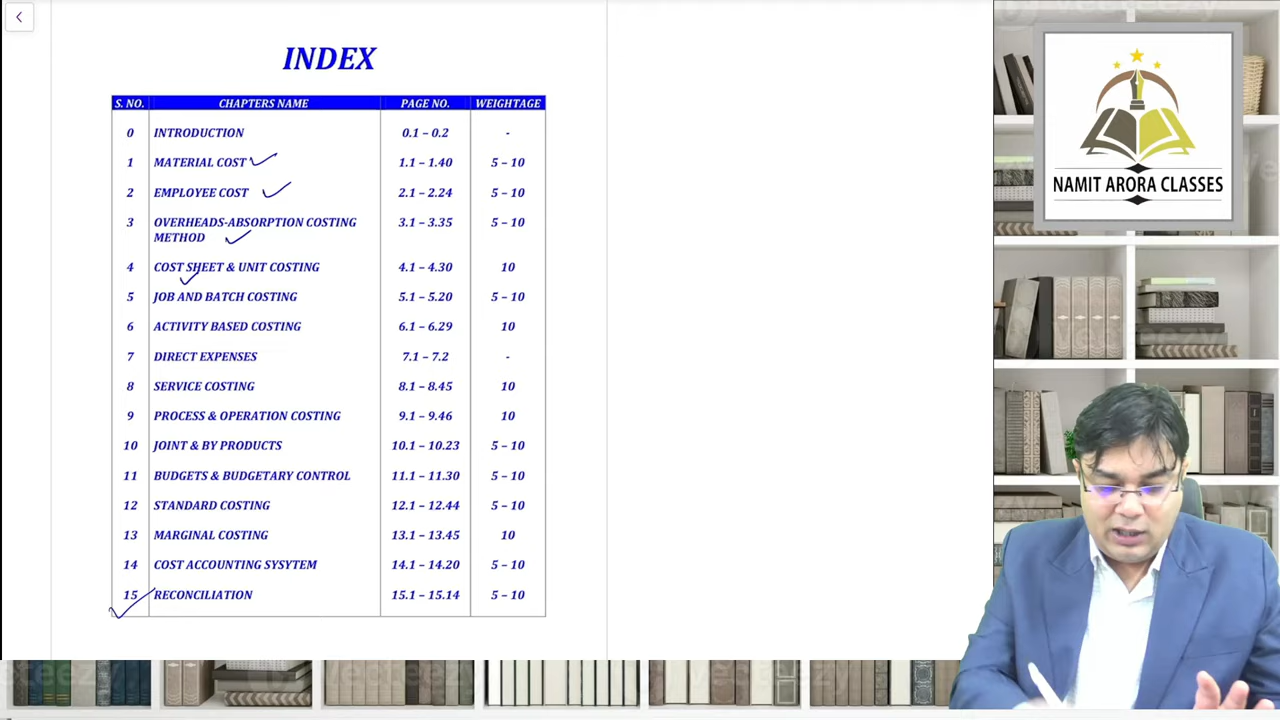 INDEX
S. NO. CHAPTERS NAME PAGE NO. WEIGHTAGE
0 INTRODUCTION 0.1 – 0.2 -
1 MATERIAL COST 1.1 – 1.40 5 – 10
2 EMPLOYEE COST 2.1 – 2.24 5 – 10
3 OVERHEADS-ABSORPTION COSTING 3.1 – 3.35 5 – 10
METHOD
4 COST SHEET & UNIT COSTING 4.1 – 4.30 10
5 JOB AND BATCH COSTING 5.1 – 5.20 5 – 10
6 ACTIVITY BASED COSTING 6.1 – 6.29 10
7 DIRECT EXPENSES 7.1 – 7.2 -
8 SERVICE COSTING 8.1 – 8.45 10
9 PROCESS & OPERATION COSTING 9.1 – 9.46 10
10 JOINT & BY PRODUCTS 10.1 – 10.23 5 – 10
11 BUDGETS & BUDGETARY CONTROL 11.1 – 11.30 5 – 10
12 STANDARD COSTING 12.1 – 12.44 5 – 10
13 MARGINAL COSTING 13.1 – 13.45 10
14 COST ACCOUNTING SYSYTEM 14.1 – 14.20 5 – 10
15 RECONCILIATION 15.1 – 15.14 5 – 10
NAMIT ARORA CLASSES